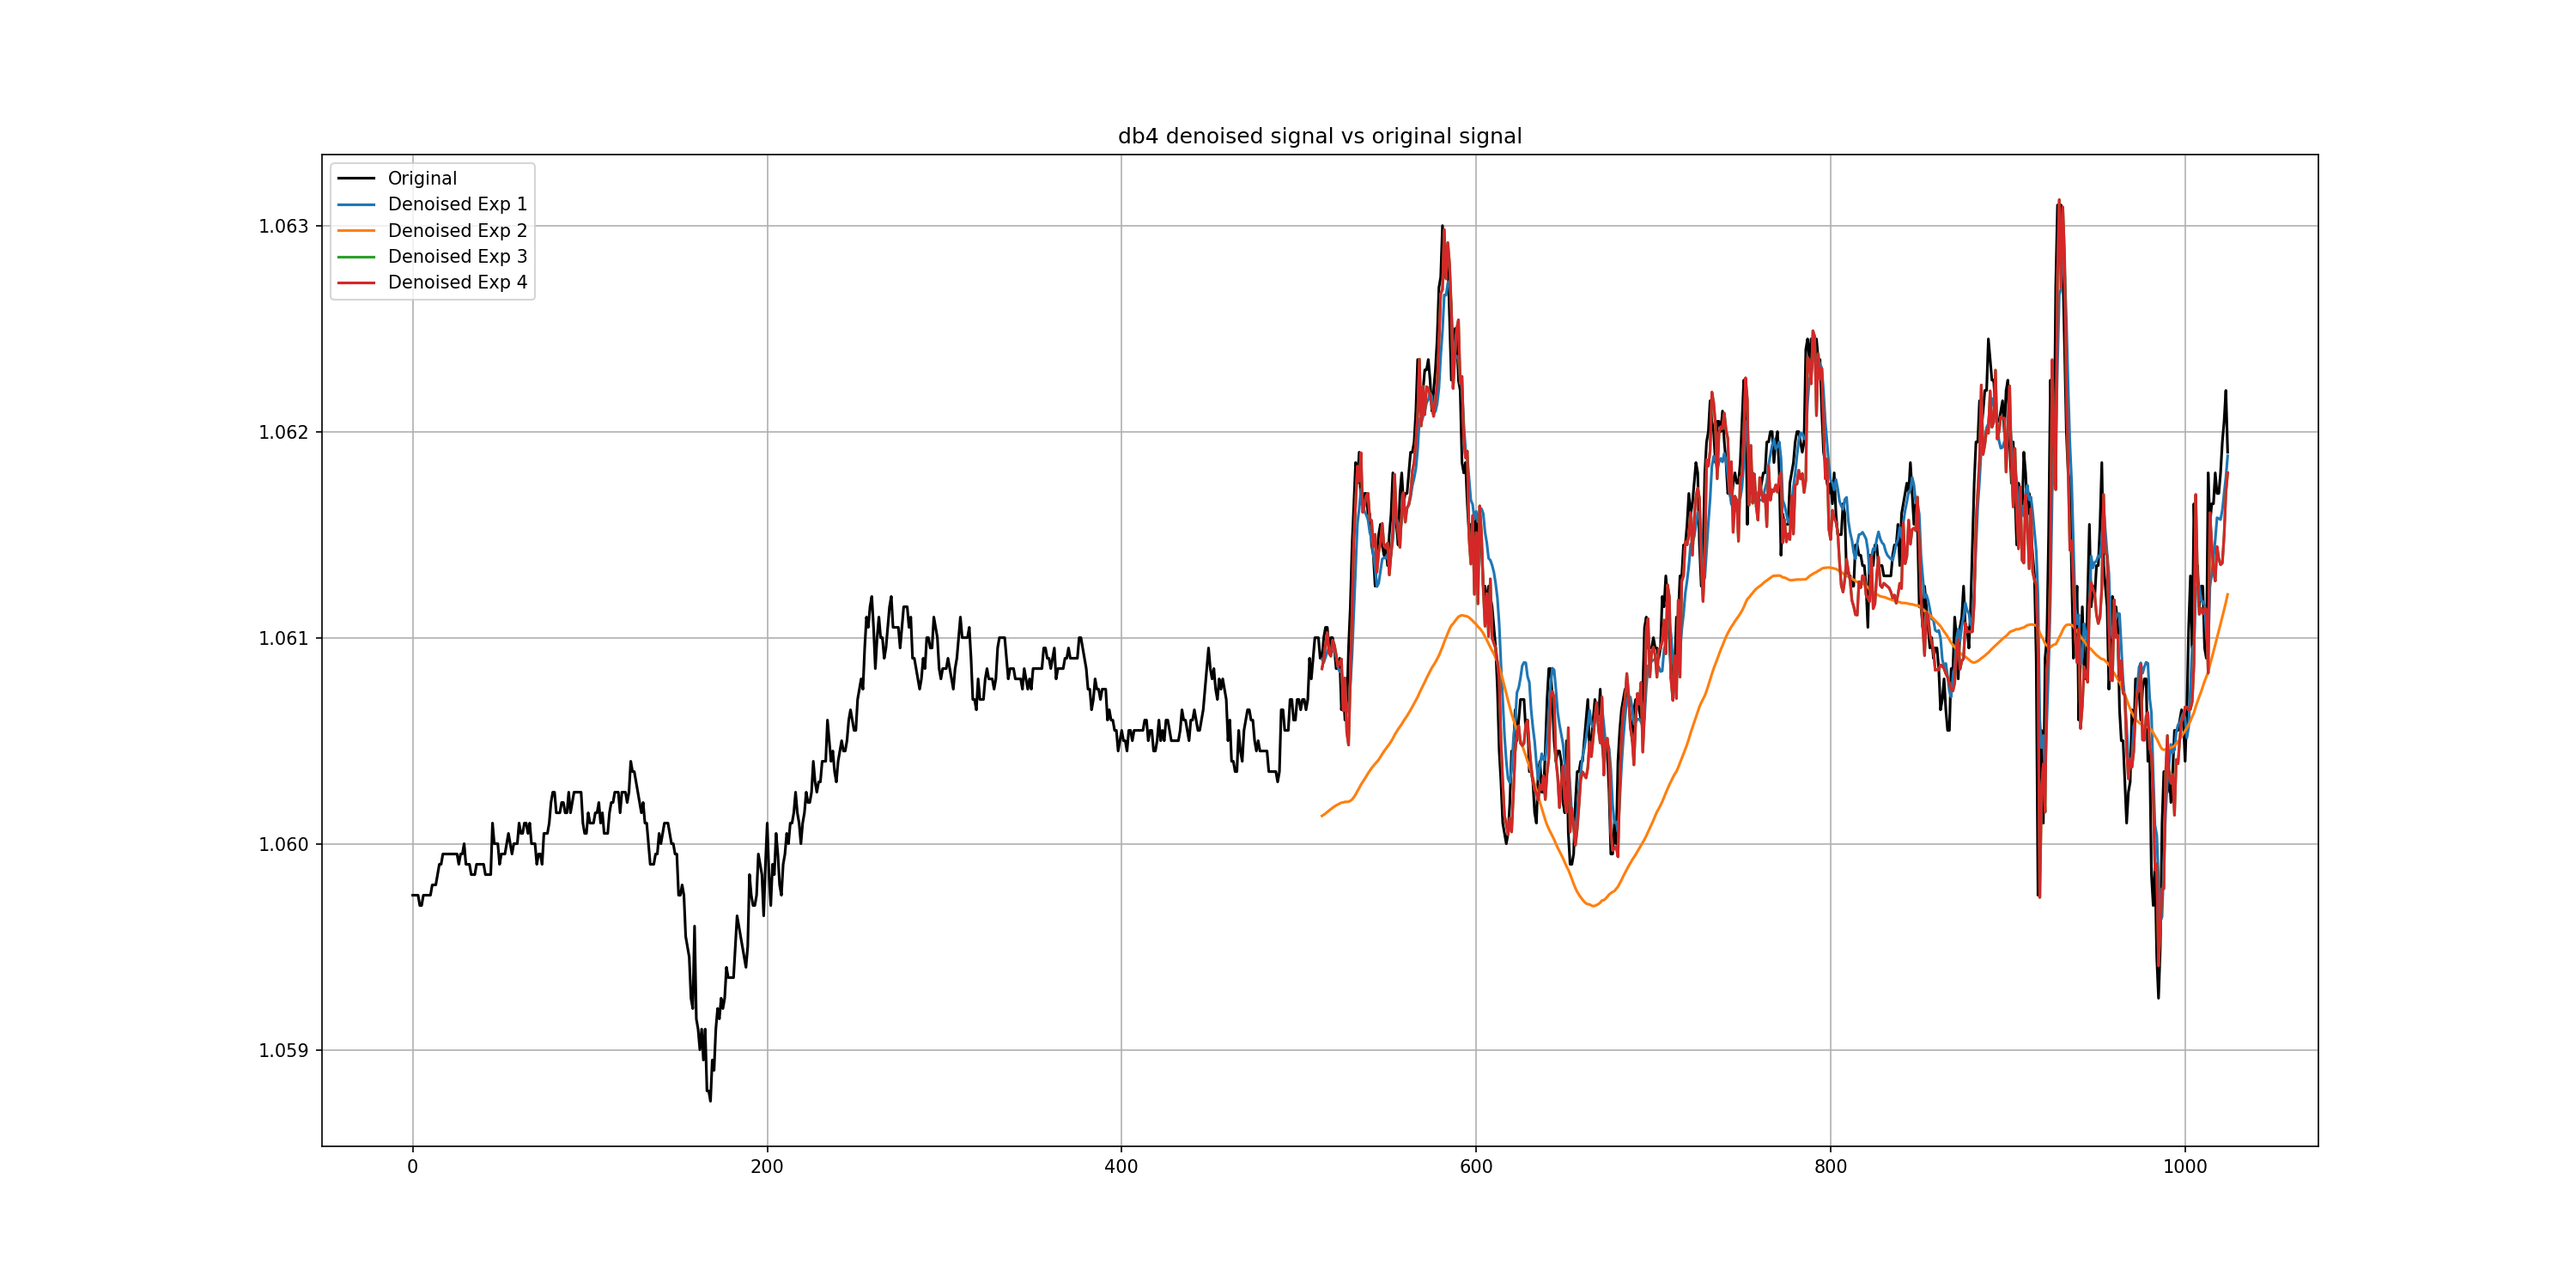 db4 denoised signal vs original signal
Original
Denoised Exp 1
Denoised Exp 2
Denoised Exp 3
Denoised Exp 4
1.063
1.062
1.061
1.060
1.059
0 200 400 600 800 1000